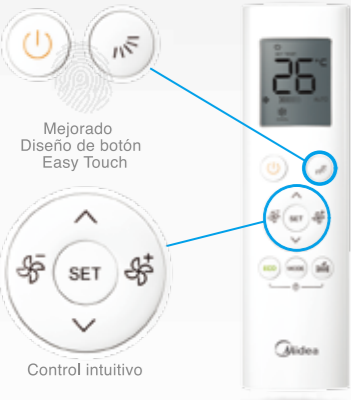 26°C
Mejorado
Diseño de botón
Easy Touch
SET
SET
ECO MODE
Control intuitivo
Midea